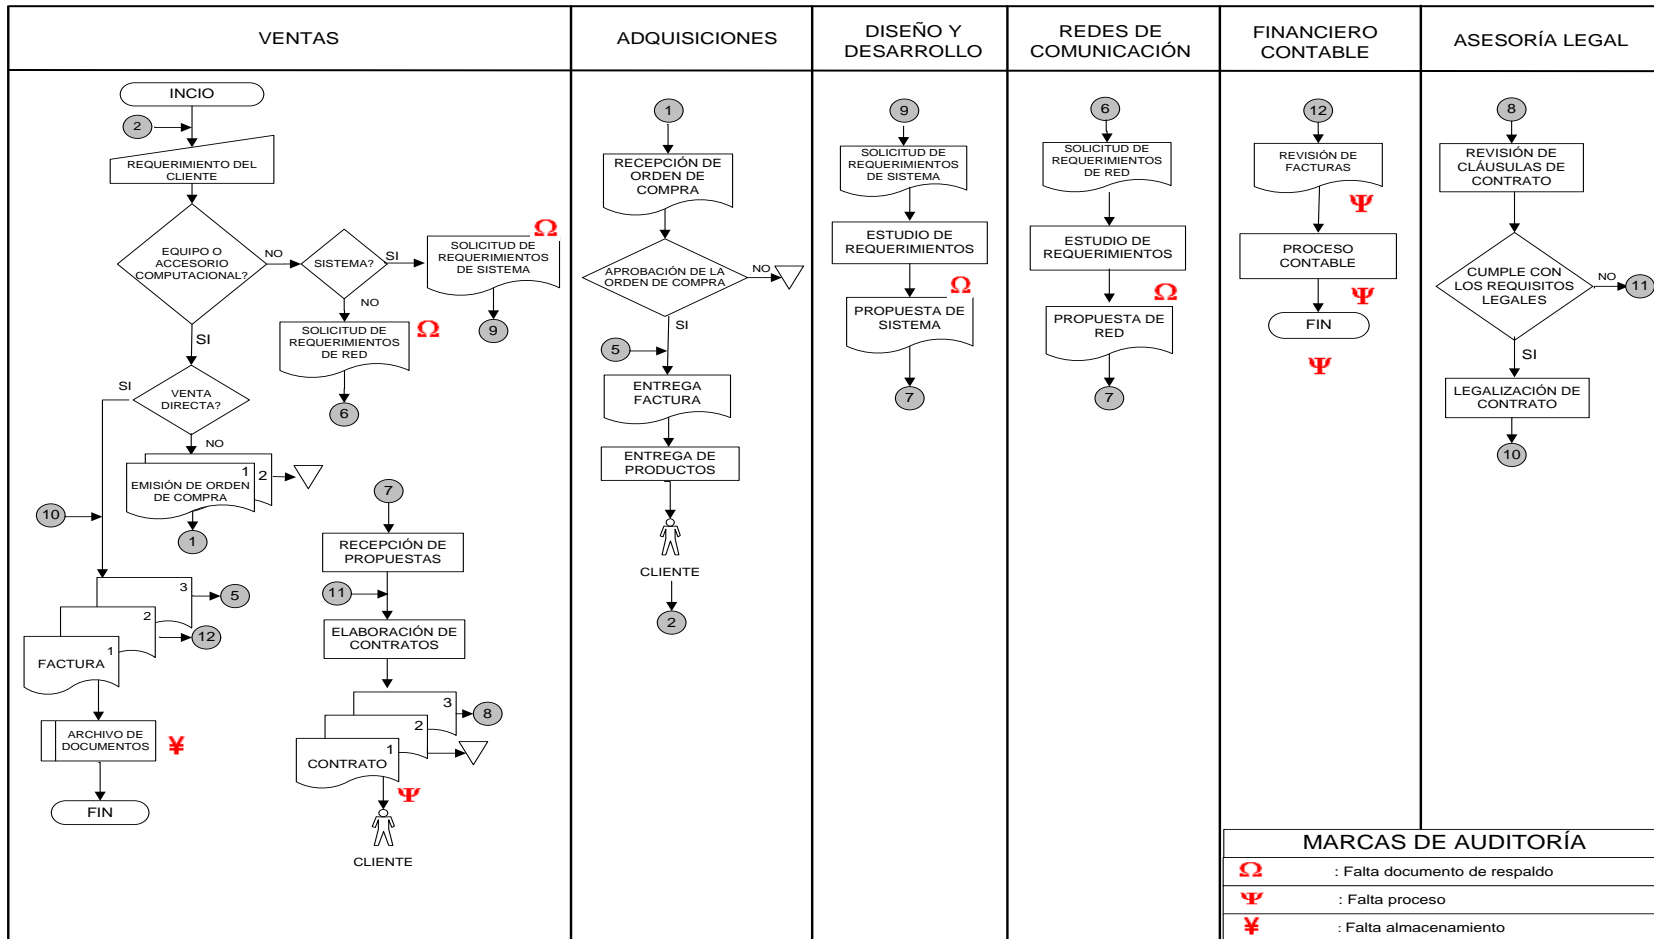 VENTAS
ADQUISICIONES
DISEÑO Y
DESARROLLO
REDES DE
COMUNICACIÓN
FINANCIERO
CONTABLE
ASESORÍA LEGAL
INCIO
2
REQUERIMIENTO DEL
CLIENTE
EQUIPO O
ACCESORIO
COMPUTACIONAL?
NO
SISTEMA?
SI
Ω
SOLICITUD DE
REQUERIMIENTOS
DE SISTEMA
9
NO
SOLICITUD DE
REQUERIMIENTOS
DE RED
Ω
6
SI
SI
VENTA
DIRECTA?
NO
1
2
EMISIÓN DE ORDEN
DE COMPRA
1
10
3
5
2
12
1
FACTURA
ARCHIVO DE
DOCUMENTOS
¥
FIN
7
RECEPCIÓN DE
PROPUESTAS
11
ELABORACIÓN DE
CONTRATOS
3
8
2
1
CONTRATO
Ψ
CLIENTE
1
RECEPCIÓN DE
ORDEN DE
COMPRA
APROBACIÓN DE LA
ORDEN DE COMPRA
NO
SI
5
ENTREGA
FACTURA
ENTREGA DE
PRODUCTOS
CLIENTE
2
9
SOLICITUD DE
REQUERIMIENTOS
DE SISTEMA
ESTUDIO DE
REQUERIMIENTOS
Ω
PROPUESTA DE
SISTEMA
7
6
SOLICITUD DE
REQUERIMIENTOS
DE RED
ESTUDIO DE
REQUERIMIENTOS
Ω
PROPUESTA DE
RED
7
12
REVISIÓN DE
FACTURAS
Ψ
PROCESO
CONTABLE
Ψ
FIN
Ψ
8
REVISIÓN DE
CLÁUSULAS DE
CONTRATO
CUMPLE CON
LOS REQUISITOS
LEGALES
NO
11
SI
LEGALIZACIÓN DE
CONTRATO
10
MARCAS DE AUDITORÍA
Ω : Falta documento de respaldo
Ψ : Falta proceso
¥ : Falta almacenamiento